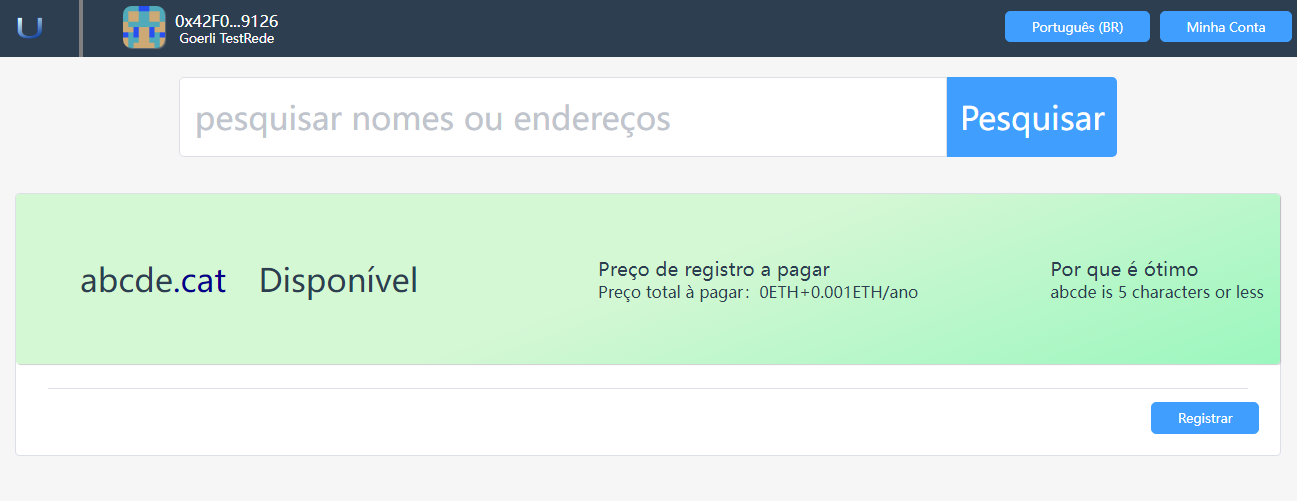 U
0x42F0...9126
Goerli TestRede
Português (BR)
Minha Conta
pesquisar nomes ou endereços
Pesquisar
abcde.cat Disponível
Preço de registro a pagar
Preço total à pagar：0ETH+0.001ETH/ano
Por que é ótimo
abcde is 5 characters or less
Registrar